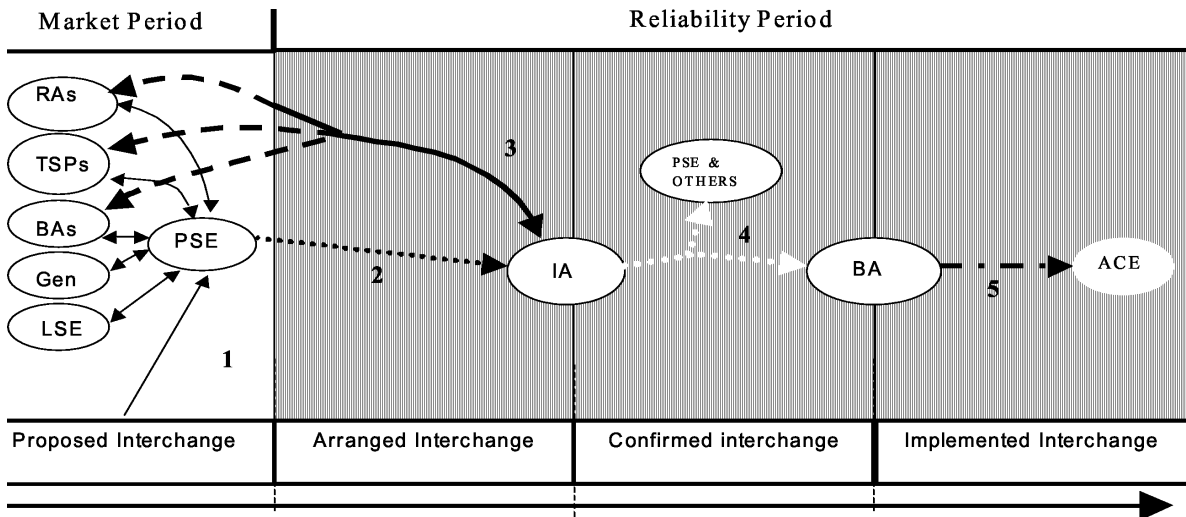 Market Period
Reliability Period
RAs
TSPs
BAs
Gen
LSE
PSE
1
2
3
IA
PSE &
OTHERS
4
BA
5
ACE
Proposed Interchange
Arranged Interchange
Confirmed interchange
Implemented Interchange